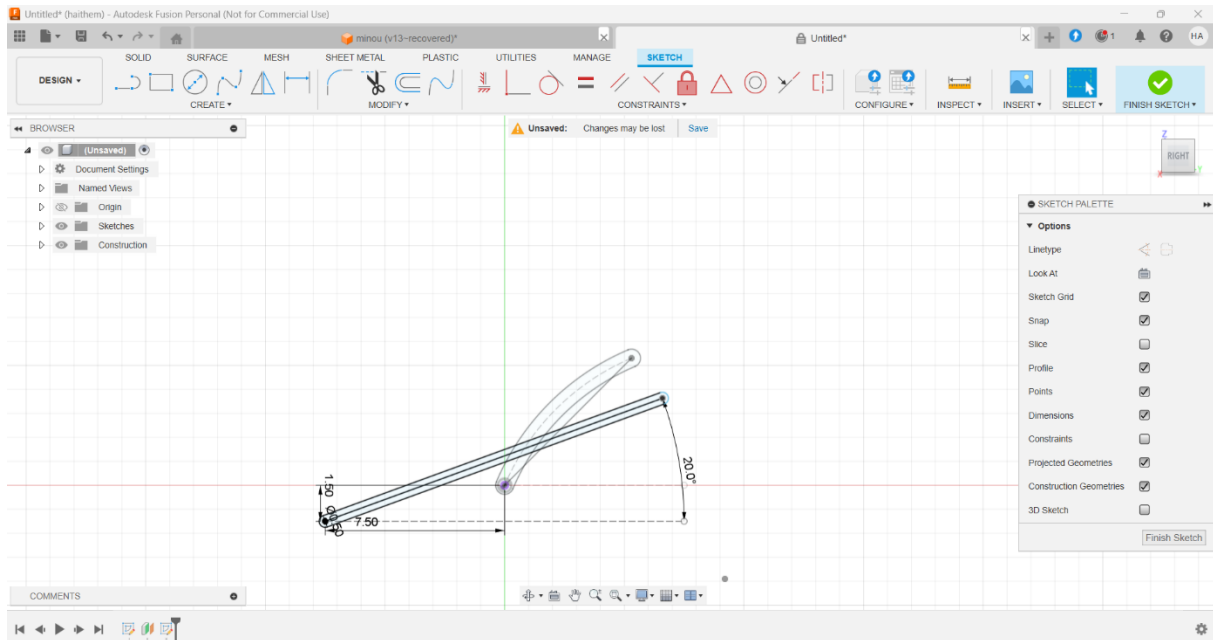 Untitled* (haithem) - Autodesk Fusion Personal (Not for Commercial Use)
minou (v13~recovered)*
Untitled*
1
HA
SOLID SURFACE MESH SHEET METAL PLASTIC UTILITIES MANAGE SKETCH
DESIGN
CREATE MODIFY CONSTRAINTS CONFIGURE INSPECT INSERT SELECT FINISH SKETCH
BROWSER
Unsaved: Changes may be lost Save
(Unsaved)
Document Settings
Named Views
Origin
Sketches
Construction
Z
RIGHT
X
Y
SKETCH PALETTE
Options
Linetype
Look At
Sketch Grid
Snap
Slice
Profile
Points
Dimensions
Constraints
Projected Geometries
Construction Geometries
3D Sketch
Finish Sketch
20.0°
1.50
Ø0.50
7.50
COMMENTS